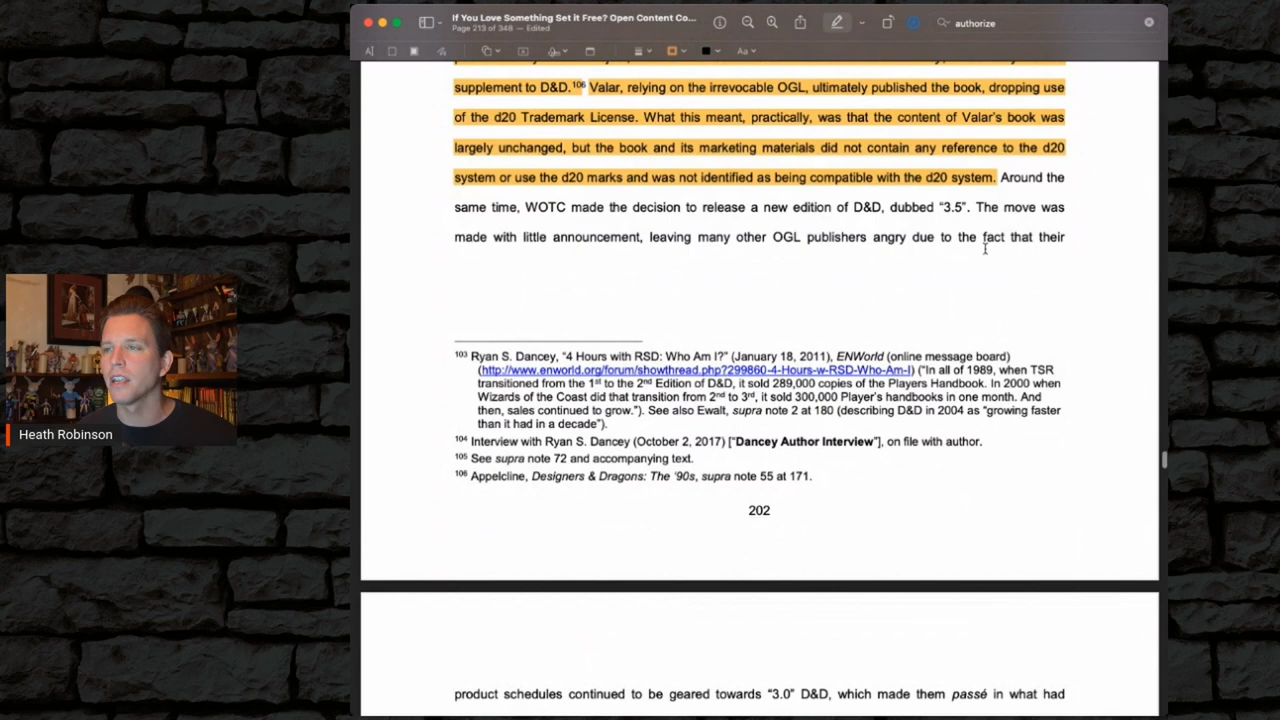 If You Love Something Set it Free? Open Content Co...
Page 213 of 348 — Edited
authorize
supplement to D&D.106 Valar, relying on the irrevocable OGL, ultimately published the book, dropping use
of the d20 Trademark License. What this meant, practically, was that the content of Valar's book was
largely unchanged, but the book and its marketing materials did not contain any reference to the d20
system or use the d20 marks and was not identified as being compatible with the d20 system. Around the
same time, WOTC made the decision to release a new edition of D&D, dubbed “3.5”. The move was
made with little announcement, leaving many other OGL publishers angry due to the fact that their
103 Ryan S. Dancey, “4 Hours with RSD: Who Am I?” (January 18, 2011), ENWorld (online message board)
(http://www.enworld.org/forum/showthread.php?299860-4-Hours-w-RSD-Who-Am-I) (“In all of 1989, when TSR
transitioned from the 1st to the 2nd Edition of D&D, it sold 289,000 copies of the Players Handbook. In 2000 when
Wizards of the Coast did that transition from 2nd to 3rd, it sold 300,000 Player's handbooks in one month. And
then, sales continued to grow.”). See also Ewalt, supra note 2 at 180 (describing D&D in 2004 as “growing faster
than it had in a decade”).
104 Interview with Ryan S. Dancey (October 2, 2017) [“Dancey Author Interview”], on file with author.
105 See supra note 72 and accompanying text.
106 Appelcline, Designers & Dragons: The '90s, supra note 55 at 171.
202
product schedules continued to be geared towards “3.0” D&D, which made them passé in what had
Heath Robinson